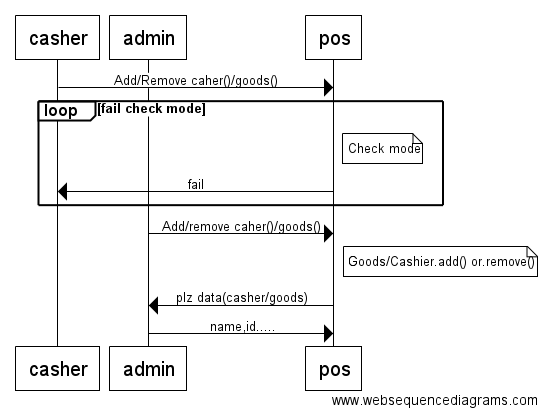 casher admin pos
Add/Remove caher()/goods()
loop [fail check mode]
Check mode
fail
Add/remove caher()/goods()
Goods/Cashier.add() or.remove()
plz data(casher/goods)
name,id.....
casher admin pos
www.websequencediagrams.com